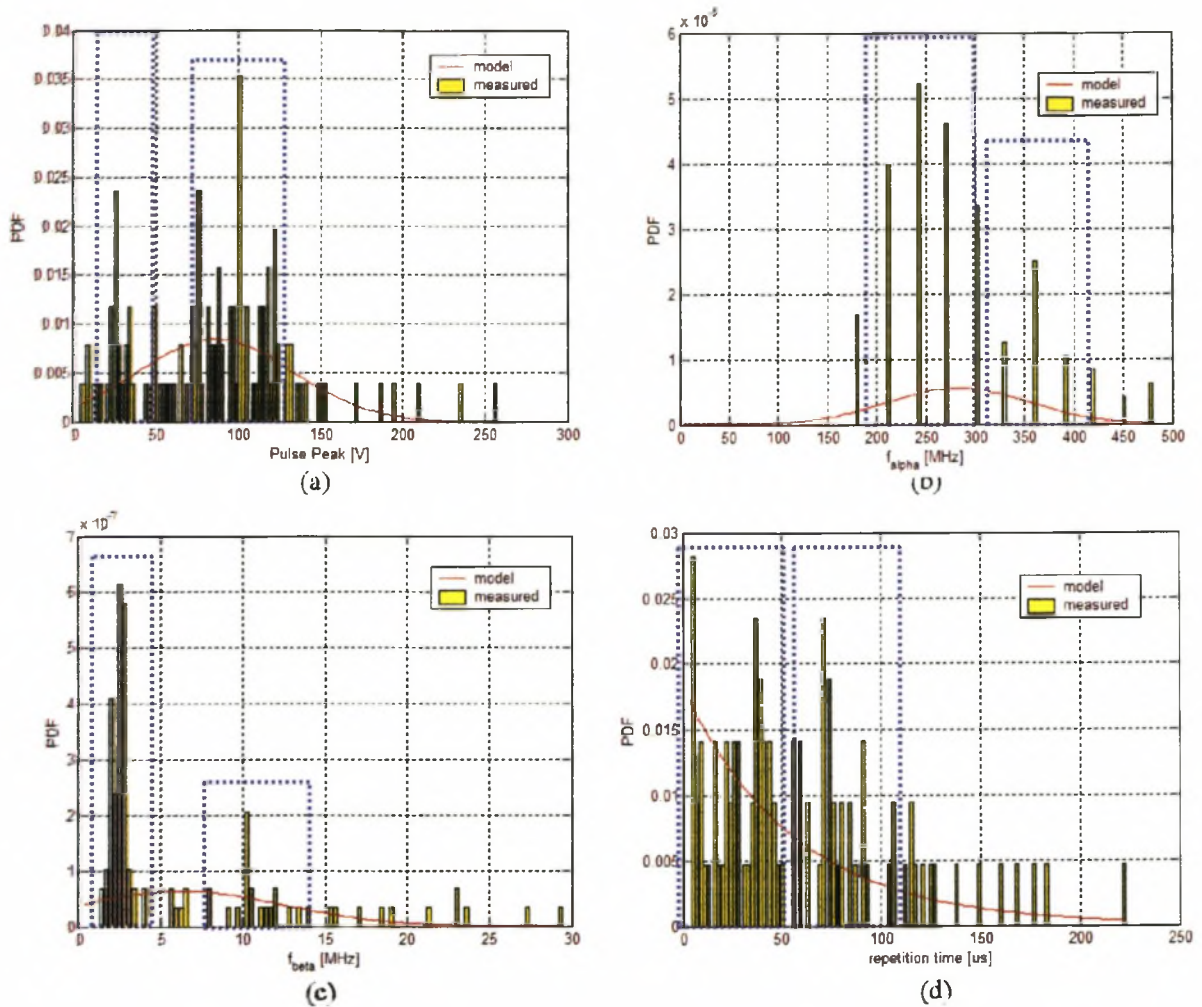 0.04
0.035
0.03
0.025
0.02
0.015
0.01
0.005
0
PDF
model
measured
0 50 100 150 200 250 300
Pulse Peak [V]
(a)
x 10^-8
6
5
4
3
2
1
0
PDF
model
measured
0 50 100 150 200 250 300 350 400 450 500
f_alpha [MHz]
(b)
x 10^-7
7
6
5
4
3
2
1
0
PDF
model
measured
0 5 10 15 20 25 30
f_beta [MHz]
(c)
0.03
0.025
0.02
0.015
0.01
0.005
0
PDF
model
measured
0 50 100 150 200 250
repetition time [us]
(d)